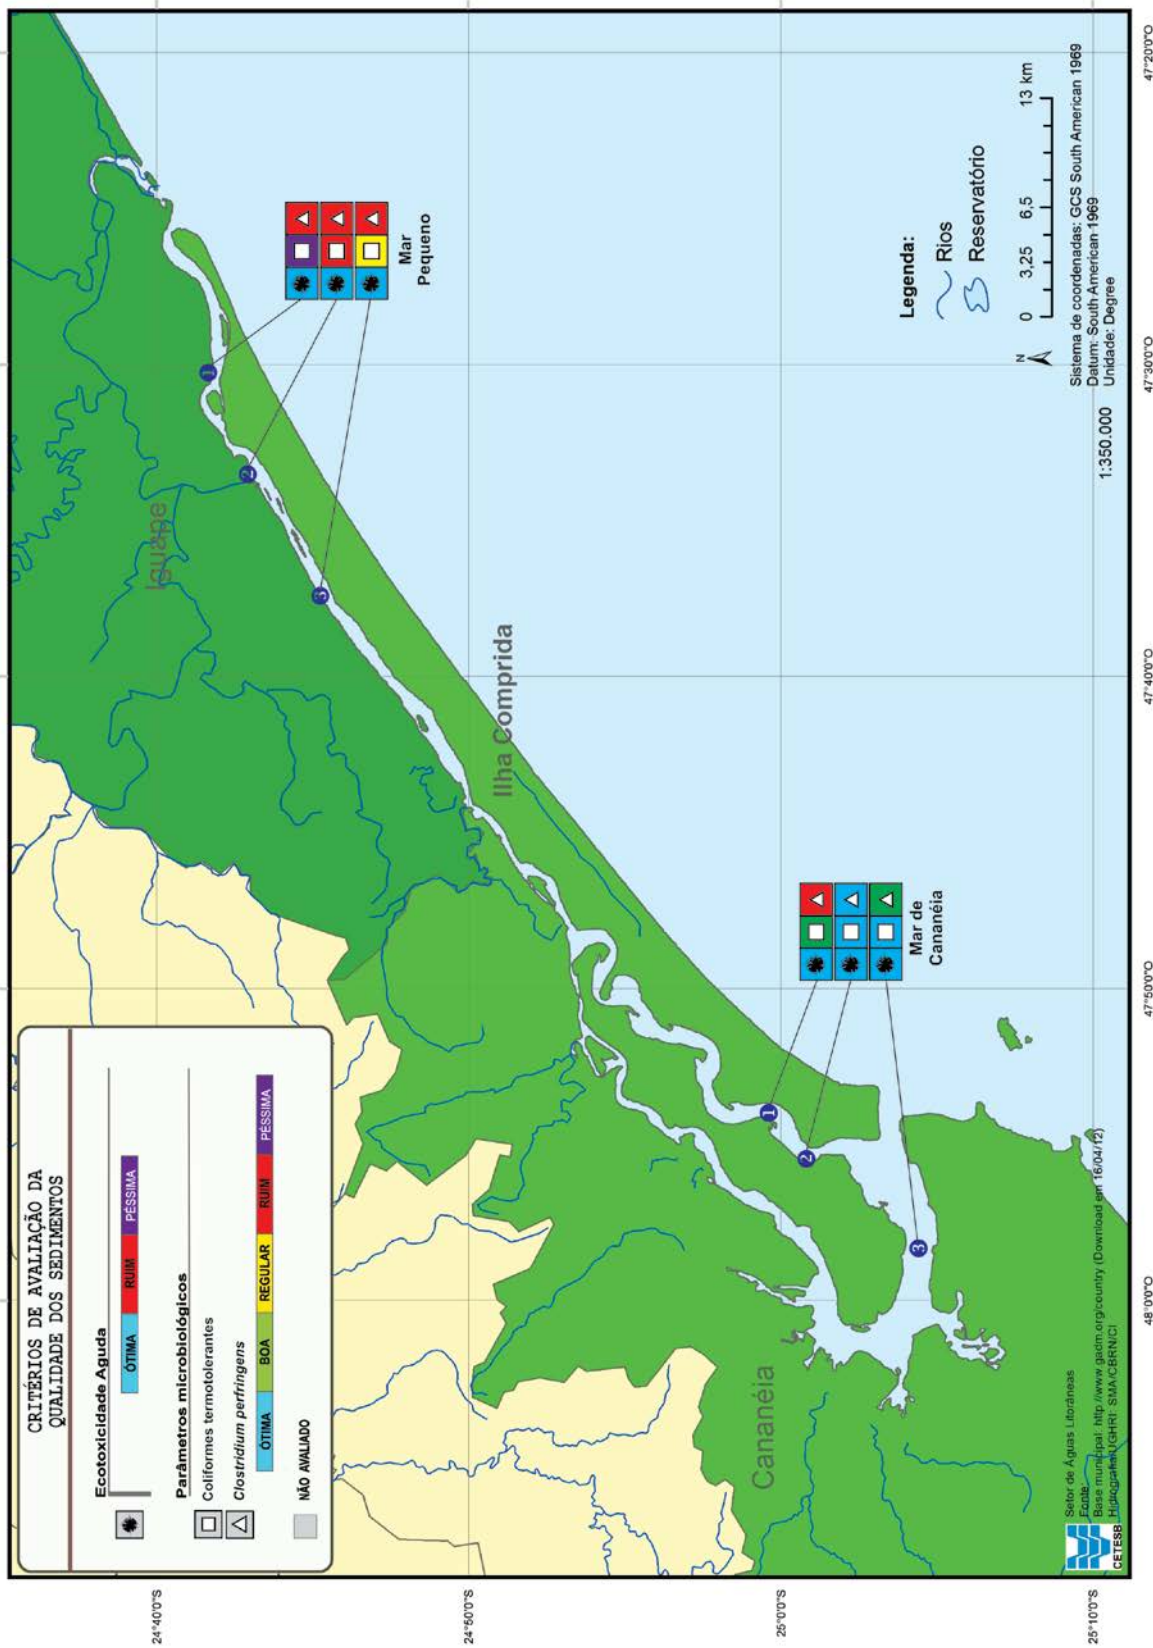 CRITÉRIOS DE AVALIAÇÃO DA
QUALIDADE DOS SEDIMENTOS
Ecotoxicidade Aguda
ÓTIMA RUIM PÉSSIMA
Parâmetros microbiológicos
Coliformes termotolerantes
Clostridium perfringens
ÓTIMA BOA REGULAR RUIM PÉSSIMA
NÃO AVALIADO
Iguape
Ilha Comprida
Cananéia
1
2
3
Mar
Pequeno
1
2
3
Mar de
Cananéia
Legenda:
Rios
Reservatório
N
0 3,25 6,5 13 km
Sistema de coordenadas: GCS South American 1969
Datum: South American 1969
Unidade: Degree
1:350.000
Setor de Águas Litorâneas
Fonte:
Base municipal: http://www.gadm.org/country (Download em 16/04/12)
Hidrografia/UGHRI: SMA/CBRN/CI
CETESB
24°40'0"S
24°50'0"S
25°0'0"S
25°10'0"S
48°0'0"O
47°50'0"O
47°40'0"O
47°30'0"O
47°20'0"O